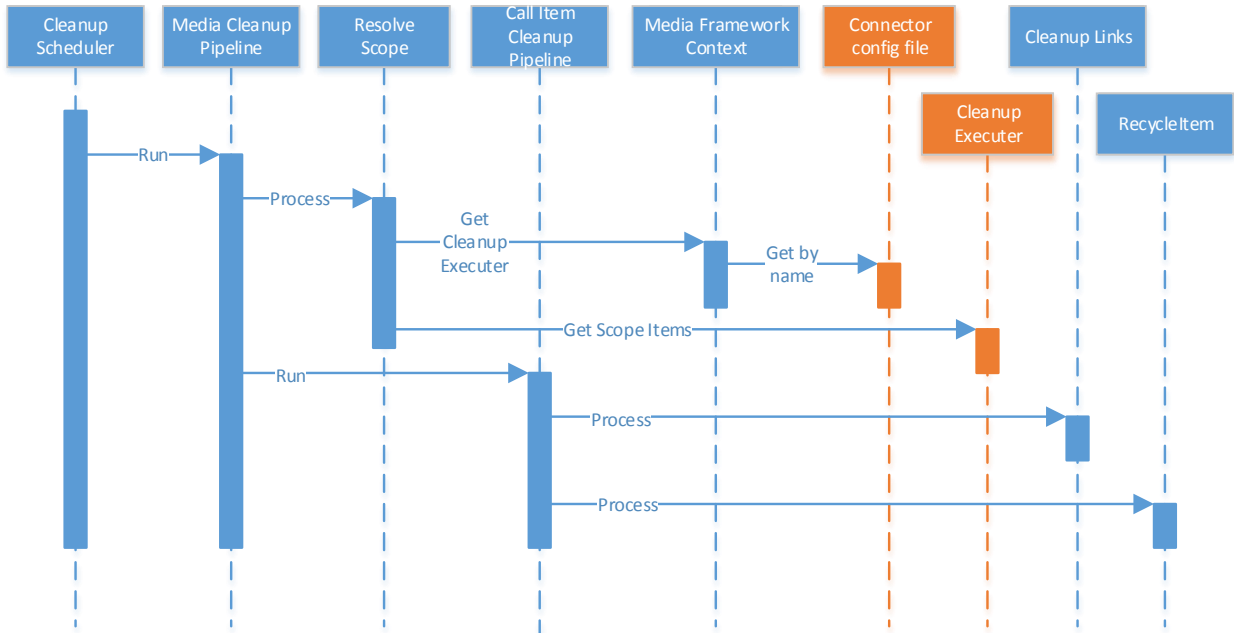 Cleanup
Scheduler
Media Cleanup
Pipeline
Resolve
Scope
Call Item
Cleanup
Pipeline
Media Framework
Context
Connector
config file
Cleanup Links
Cleanup
Executer
RecycleItem
Run
Process
Get
Cleanup
Executer
Get by
name
Get Scope Items
Run
Process
Process